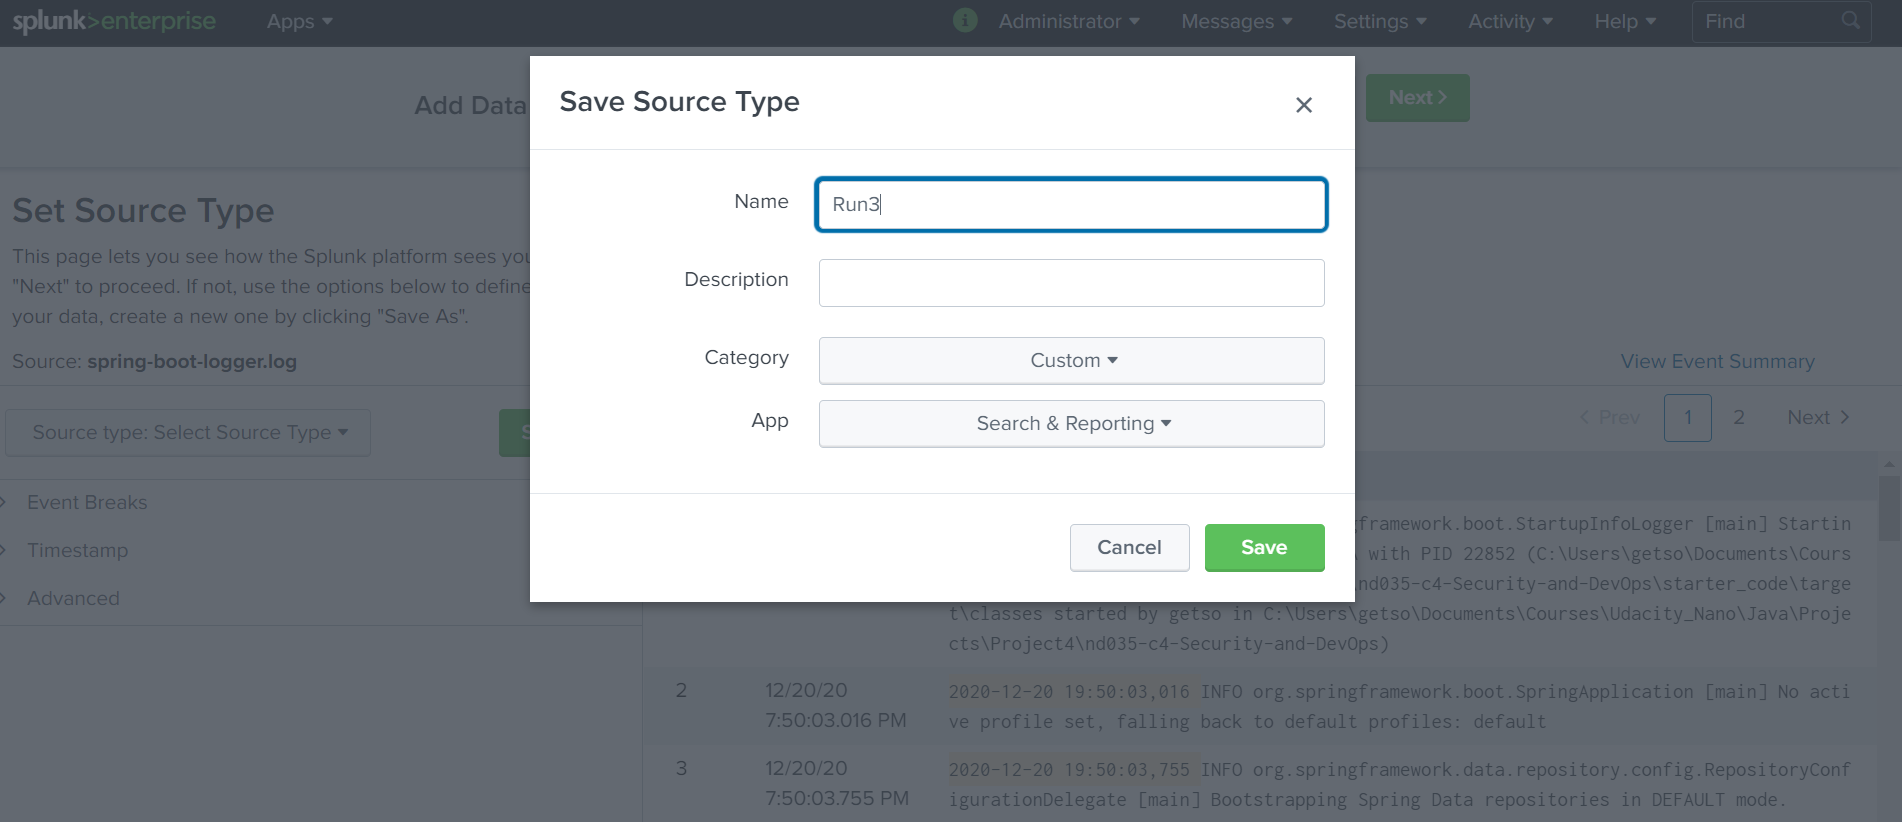 splunk>enterprise Apps Administrator Messages Settings Activity Help Find
Add Data
Next
Save Source Type
Name Run3
Description
Category Custom
App Search & Reporting
Cancel Save
Set Source Type
This page lets you see how the Splunk platform sees
"Next" to proceed. If not, use the options below to define
your data, create a new one by clicking "Save As".
Source: spring-boot-logger.log
View Event Summary
Source type: Select Source Type
Prev 1 2 Next
Event Breaks
Timestamp
Advanced
framework.boot.StartupInfoLogger [main] Startin
with PID 22852 (C:\Users\getso\Documents\Cours
nd035-c4-Security-and-DevOps\starter_code\targe
t\classes started by getso in C:\Users\getso\Documents\Courses\Udacity_Nano\Java\Proje
cts\Project4\nd035-c4-Security-and-DevOps)
2 12/20/20 2020-12-20 19:50:03,016 INFO org.springframework.boot.SpringApplication [main] No acti
7:50:03.016 PM ve profile set, falling back to default profiles: default
3 12/20/20 2020-12-20 19:50:03,755 INFO org.springframework.data.repository.config.RepositoryConf
7:50:03.755 PM igurationDelegate [main] Bootstrapping Spring Data repositories in DEFAULT mode.